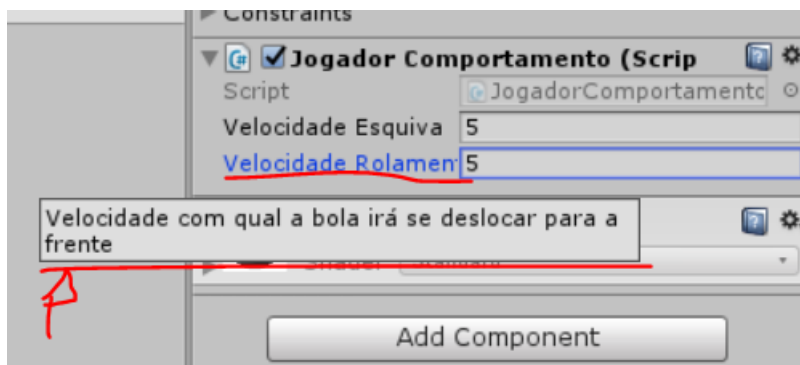 Constraints
Jogador Comportamento (Scrip
Script JogadorComportamento
Velocidade Esquiva 5
Velocidade Rolamen 5
Velocidade com qual a bola irá se deslocar para a
frente
Add Component